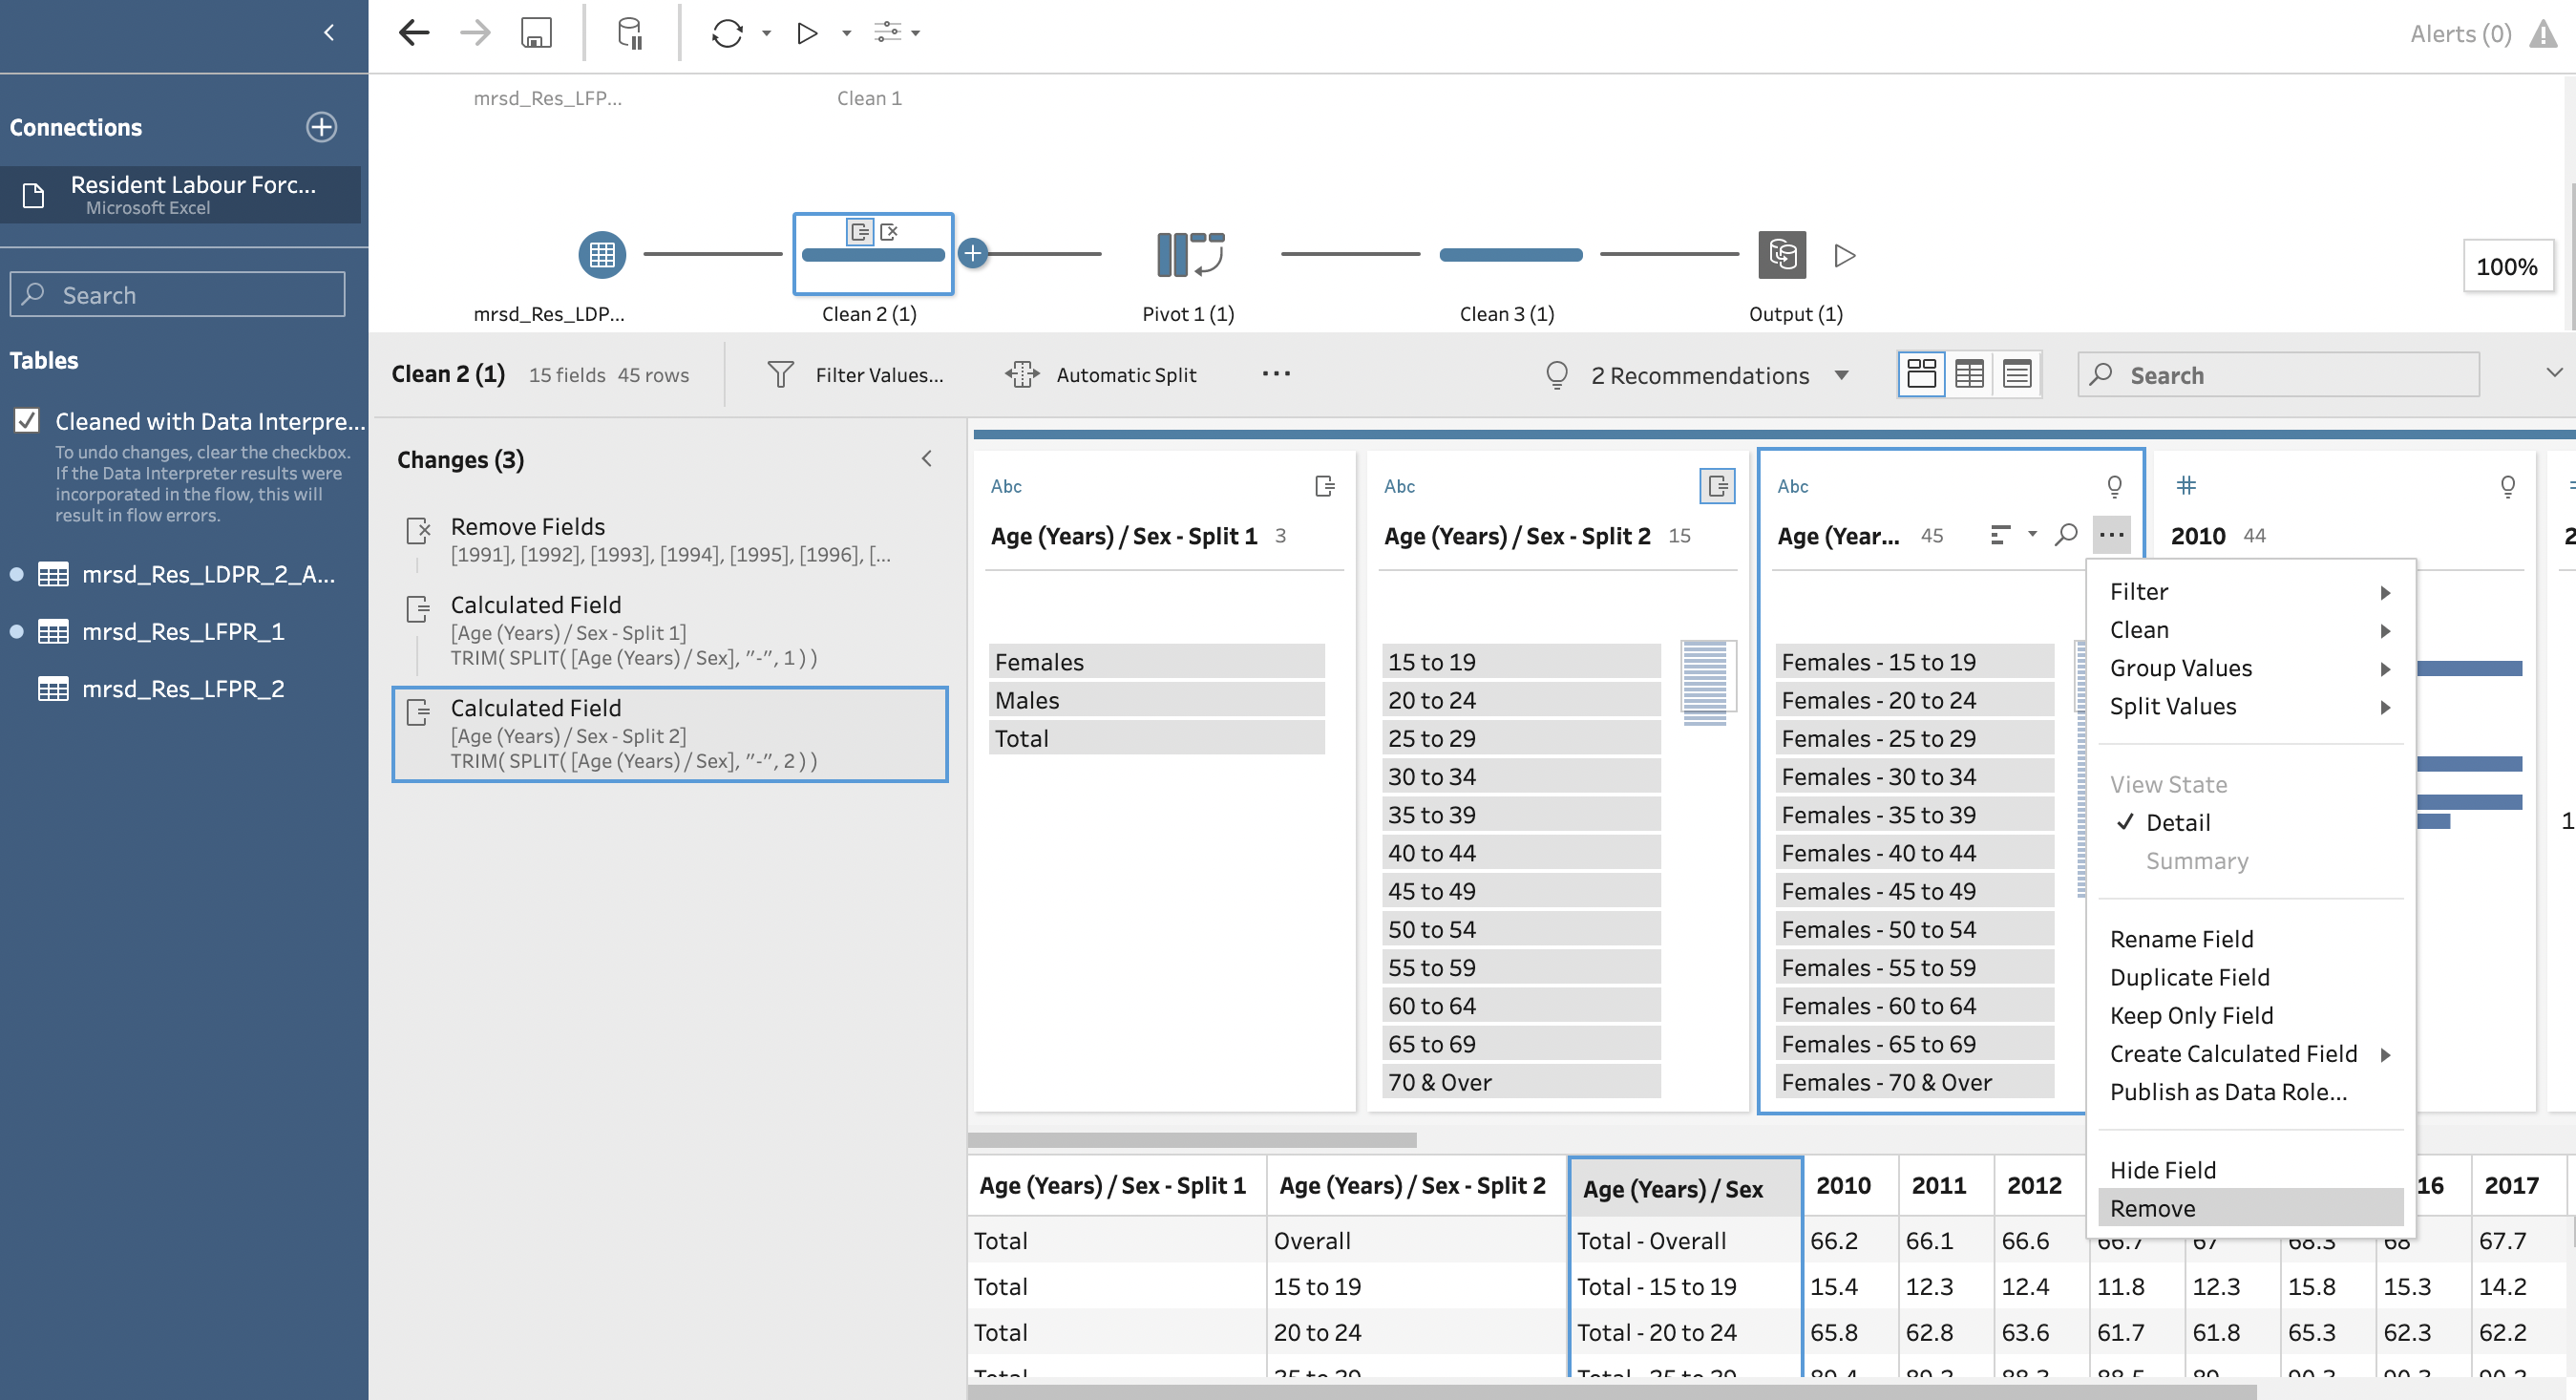 Alerts (0)
Connections
Resident Labour Forc...
Microsoft Excel
Search
Tables
Cleaned with Data Interpre...
To undo changes, clear the checkbox.
If the Data Interpreter results were
incorporated in the flow, this will
result in flow errors.
mrsd_Res_LDPR_2_A...
mrsd_Res_LFPR_1
mrsd_Res_LFPR_2
mrsd_Res_LFP...
Clean 1
mrsd_Res_LDP...
Clean 2 (1)
Pivot 1 (1)
Clean 3 (1)
Output (1)
100%
Clean 2 (1) 15 fields 45 rows
Filter Values...
Automatic Split
...
2 Recommendations
Search
Changes (3)
Remove Fields
[1991], [1992], [1993], [1994], [1995], [1996], [...
Calculated Field
[Age (Years) / Sex - Split 1]
TRIM( SPLIT( [Age (Years) / Sex], "-", 1 ) )
Calculated Field
[Age (Years) / Sex - Split 2]
TRIM( SPLIT( [Age (Years) / Sex], "-", 2 ) )
Abc
Age (Years) / Sex - Split 1 3
Females
Males
Total
Abc
Age (Years) / Sex - Split 2 15
15 to 19
20 to 24
25 to 29
30 to 34
35 to 39
40 to 44
45 to 49
50 to 54
55 to 59
60 to 64
65 to 69
70 & Over
Abc
Age (Year... 45
Females - 15 to 19
Females - 20 to 24
Females - 25 to 29
Females - 30 to 34
Females - 35 to 39
Females - 40 to 44
Females - 45 to 49
Females - 50 to 54
Females - 55 to 59
Females - 60 to 64
Females - 65 to 69
Females - 70 & Over
#
2010 44
2
1
Filter
Clean
Group Values
Split Values
View State
Detail
Summary
Rename Field
Duplicate Field
Keep Only Field
Create Calculated Field
Publish as Data Role...
Hide Field
Remove
Age (Years) / Sex - Split 1 Age (Years) / Sex - Split 2 Age (Years) / Sex 2010 2011 2012 16 2017
Total Overall Total - Overall 66.2 66.1 66.6 66.7 67 68.3 68 67.7
Total 15 to 19 Total - 15 to 19 15.4 12.3 12.4 11.8 12.3 15.8 15.3 14.2
Total 20 to 24 Total - 20 to 24 65.8 62.8 63.6 61.7 61.8 65.3 62.3 62.2